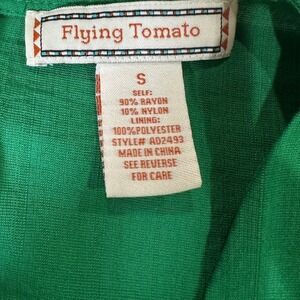 Flying Tomato
S
SELF:
90% RAYON
10% NYLON
LINING:
100%POLYESTER
STYLE# AD2493
MADE IN CHINA
SEE REVERSE
FOR CARE